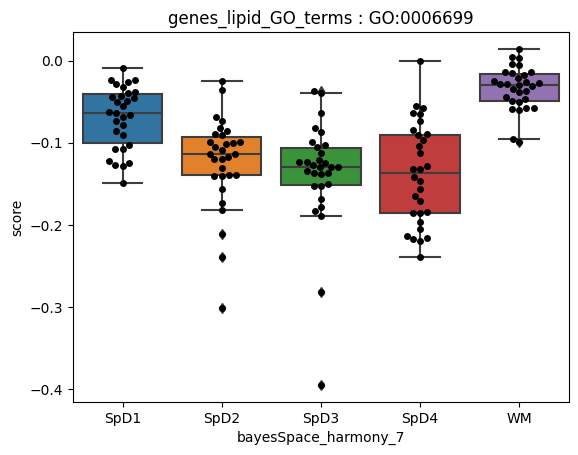 genes_lipid_GO_terms : GO:0006699
0.0
−0.1
−0.2
−0.3
−0.4
score
SpD1 SpD2 SpD3 SpD4 WM
bayesSpace_harmony_7